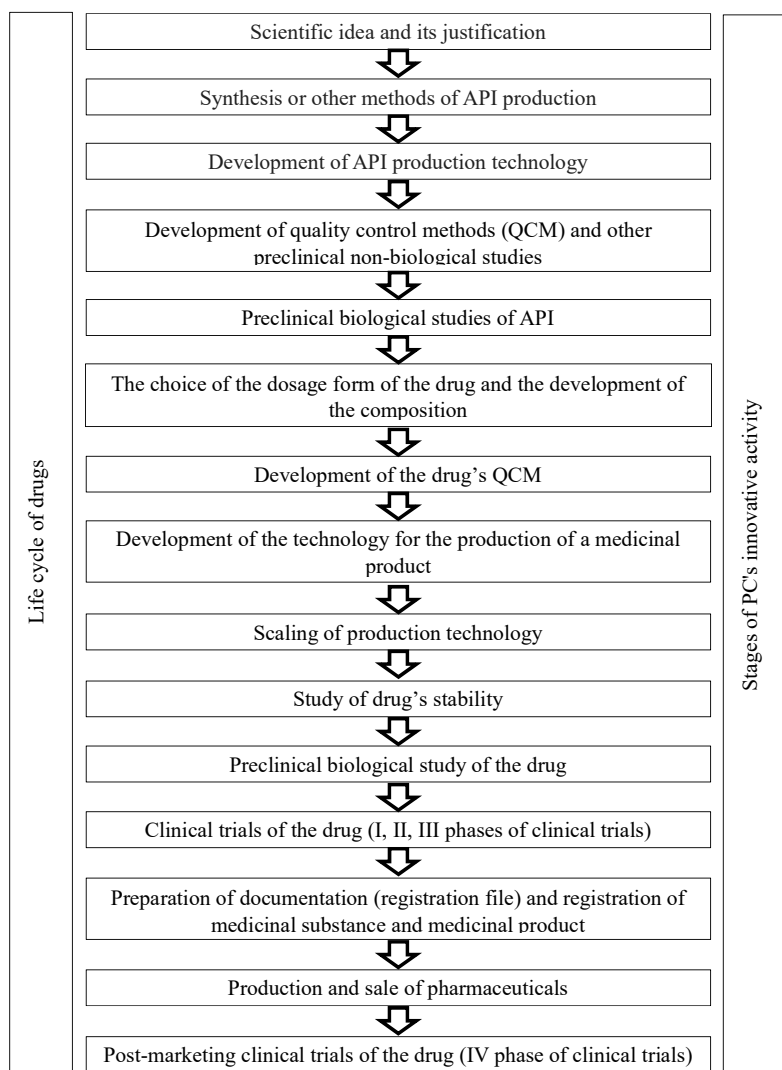 Life cycle of drugs
Scientific idea and its justification
Synthesis or other methods of API production
Development of API production technology
Development of quality control methods (QCM) and other
preclinical non-biological studies
Preclinical biological studies of API
The choice of the dosage form of the drug and the development of
the composition
Development of the drug’s QCM
Development of the technology for the production of a medicinal
product
Scaling of production technology
Study of drug’s stability
Preclinical biological study of the drug
Clinical trials of the drug (I, II, III phases of clinical trials)
Preparation of documentation (registration file) and registration of
medicinal substance and medicinal product
Production and sale of pharmaceuticals
Post-marketing clinical trials of the drug (IV phase of clinical trials)
Stages of PC's innovative activity